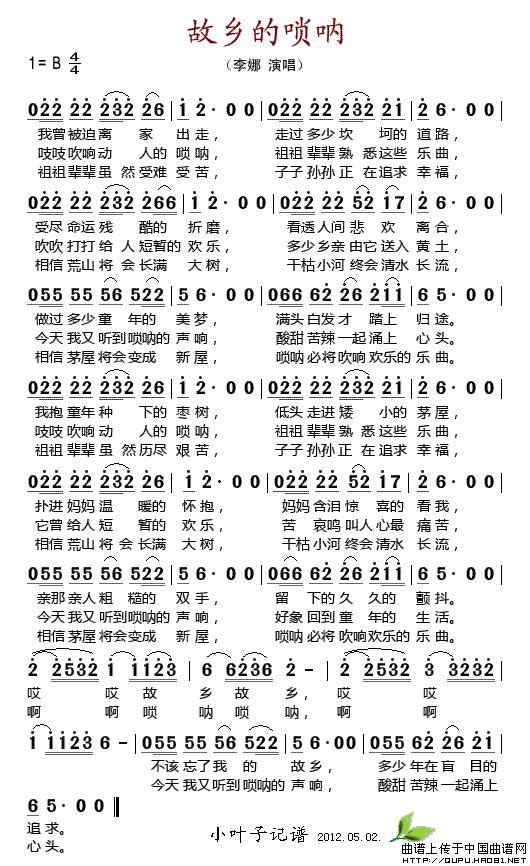 故乡的唢呐
1= B 4/4
（李娜 演唱）
022 22 232 26 | i 2· 0 0 | 022 22 232 21 | 2 6· 0 0 |
我曾被迫离 家 出走， 走过多少坎 坷的 道路，
吱吱吹响动 人的 唢呐， 祖祖辈辈熟 悉这些 乐曲，
祖祖辈辈虽 然受难 受苦， 子子孙孙正 在追求 幸福，
022 22 232 266 | 1 2· 0 0 | 022 22 52 17 | 2 6· 0 0 |
受尽命运残 酷的 折磨， 看透人间悲 欢 离合，
吹吹打打给人短暂的欢乐， 多少乡亲由它送入 黄土，
相信荒山将 会长满 大树， 干枯小河终会清水 长流，
055 55 56 522 | 5 6· 0 0 | 066 62 26 211 | 6 5· 0 0 |
做过多少童 年的 美梦， 满头白发才 踏上 归途。
今天我又听到唢呐的声响， 酸甜苦辣一起涌上 心头。
相信茅屋将会变成 新屋， 唢呐必将吹响欢乐的乐曲。
022 22 232 26 | i 2· 0 0 | 022 22 232 21 | 2 6· 0 0 |
我抱童年种 下的 枣树， 低头走进矮 小的 茅屋，
吱吱吹响动 人的 唢呐， 祖祖辈辈熟 悉这些 乐曲，
祖祖辈辈虽然历尽 艰苦， 子子孙孙正 在追求 幸福，
022 22 232 26 | 1 2· 0 0 | 022 22 52 17 | 2 6· 0 0 |
扑进妈妈温 暖的 怀抱， 妈妈含泪惊 喜的 看我，
它曾给人短 暂的 欢乐， 苦 哀鸣叫人心最 痛苦，
相信荒山将 会长满 大树， 干枯小河终会清水 长流，
055 55 56 522 | 5 6· 0 0 | 066 62 26 211 | 6 5· 0 0 |
亲那亲人粗 糙的 双手， 留 下的久久的 颤抖。
今天我又听到唢呐的声响， 好象回到童年的 生活。
相信茅屋将会变成 新屋， 唢呐必将吹响欢乐的乐曲。
2 2532 1 1123 | 6 6236 2 - | 2 2532 3 3232 |
哎 哎 故 乡 故 乡， 哎 哎
啊 啊 唢 呐 唢 呐， 啊 啊
1 1123 6 - | 055 55 56 522 | 5 6· 0 0 | 055 62 26 21 |
不该忘了我 的 故乡， 多少年在盲 目的
今天我又听到唢呐的声响， 酸甜苦辣一起涌上
6 5· 0 0 ‖
追求。
心头。
小叶子记谱 2012.05.02.
曲谱上传于中国曲谱网
http://QUPU.HAO81.NET